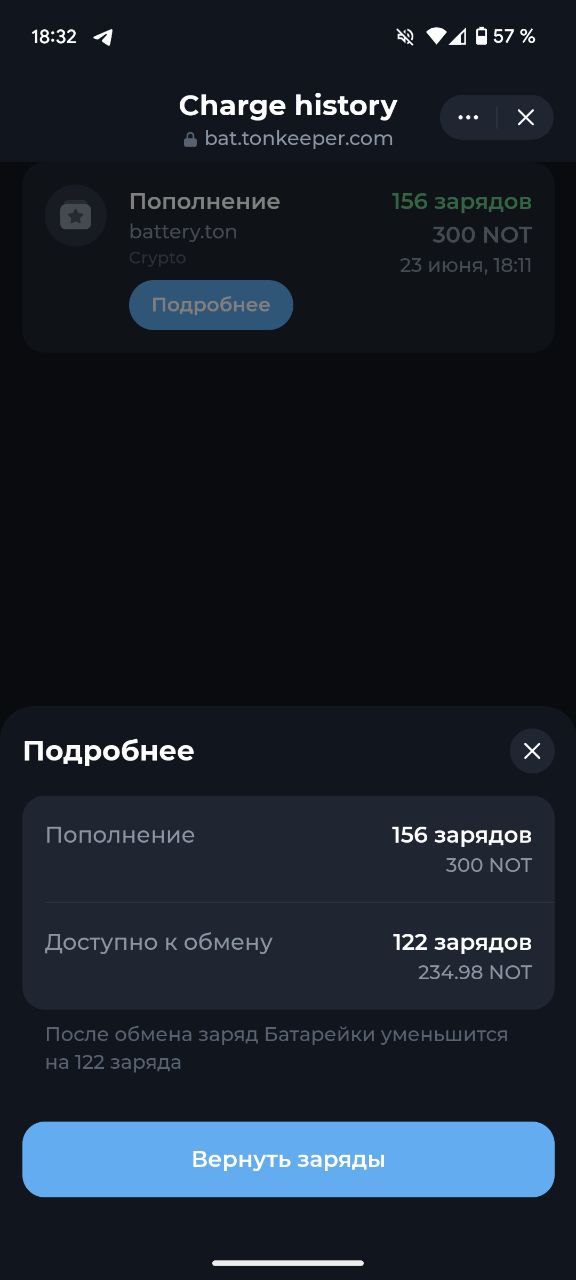 18:32
57 %
Charge history
bat.tonkeeper.com
Пополнение
156 зарядов
battery.ton
300 NOT
Crypto
23 июня, 18:11
Подробнее
Подробнее
Пополнение
156 зарядов
300 NOT
Доступно к обмену
122 зарядов
234.98 NOT
После обмена заряд Батарейки уменьшится
на 122 заряда
Вернуть заряды